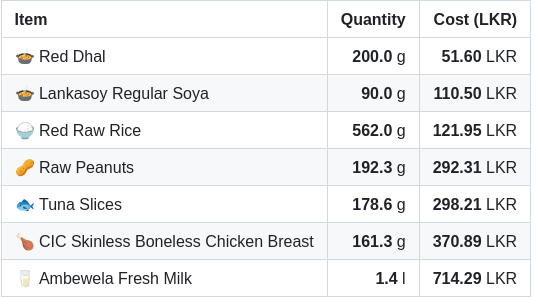 Item Quantity Cost (LKR)
🍲 Red Dhal 200.0 g 51.60 LKR
🍲 Lankasoy Regular Soya 90.0 g 110.50 LKR
🍚 Red Raw Rice 562.0 g 121.95 LKR
🥜 Raw Peanuts 192.3 g 292.31 LKR
🐟 Tuna Slices 178.6 g 298.21 LKR
🍗 CIC Skinless Boneless Chicken Breast 161.3 g 370.89 LKR
🥛 Ambewela Fresh Milk 1.4 l 714.29 LKR